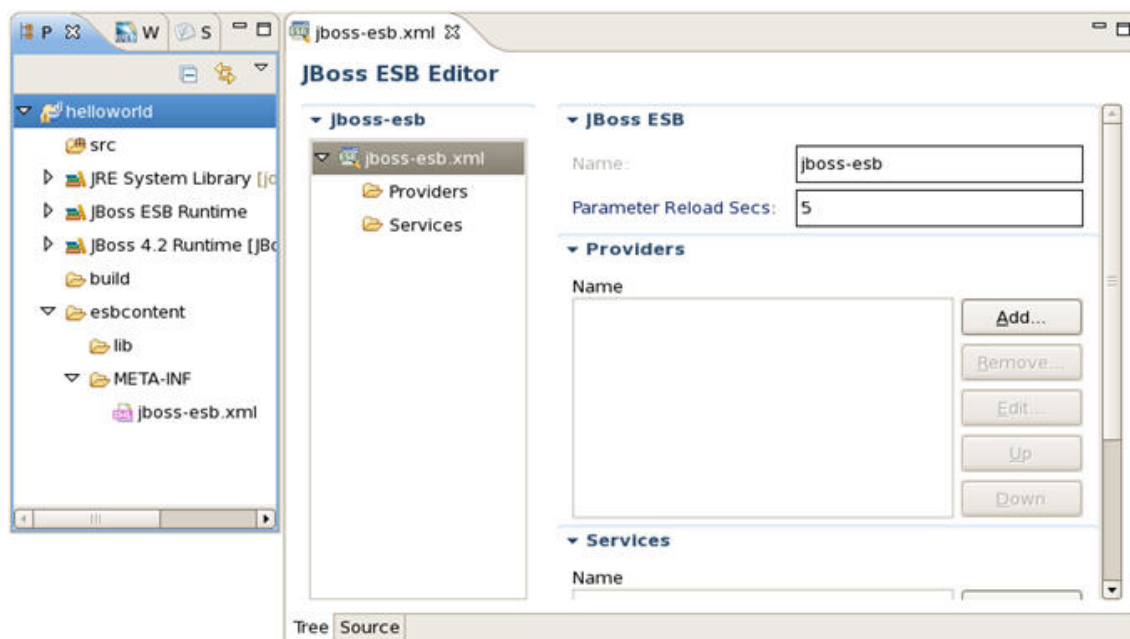 P W S
helloworld
src
JRE System Library [jd
JBoss ESB Runtime
JBoss 4.2 Runtime [JBo
build
esbcontent
lib
META-INF
jboss-esb.xml
jboss-esb.xml
JBoss ESB Editor
jboss-esb
jboss-esb.xml
Providers
Services
JBoss ESB
Name: jboss-esb
Parameter Reload Secs: 5
Providers
Name
Add...
Remove...
Edit...
Up
Down
Services
Name
Tree Source